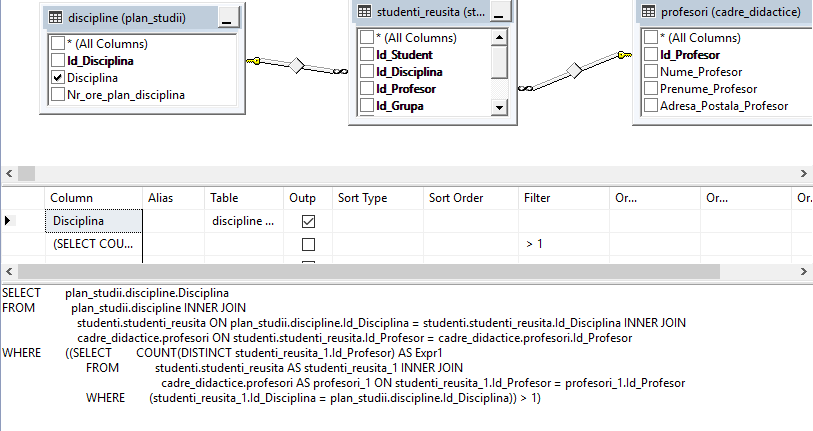 discipline (plan_studii)
* (All Columns)
Id_Disciplina
Disciplina
Nr_ore_plan_disciplina
studenti_reusita (st...
* (All Columns)
Id_Student
Id_Disciplina
Id_Profesor
Id_Grupa
profesori (cadre_didactice)
* (All Columns)
Id_Profesor
Nume_Profesor
Prenume_Profesor
Adresa_Postala_Profesor
Column Alias Table Outp Sort Type Sort Order Filter Or... Or... Or.
Disciplina discipline ...
(SELECT COU... > 1
SELECT plan_studii.discipline.Disciplina
FROM plan_studii.discipline INNER JOIN
studenti.studenti_reusita ON plan_studii.discipline.Id_Disciplina = studenti.studenti_reusita.Id_Disciplina INNER JOIN
cadre_didactice.profesori ON studenti.studenti_reusita.Id_Profesor = cadre_didactice.profesori.Id_Profesor
WHERE ((SELECT COUNT(DISTINCT studenti_reusita_1.Id_Profesor) AS Expr1
FROM studenti.studenti_reusita AS studenti_reusita_1 INNER JOIN
cadre_didactice.profesori AS profesori_1 ON studenti_reusita_1.Id_Profesor = profesori_1.Id_Profesor
WHERE (studenti_reusita_1.Id_Disciplina = plan_studii.discipline.Id_Disciplina)) > 1)